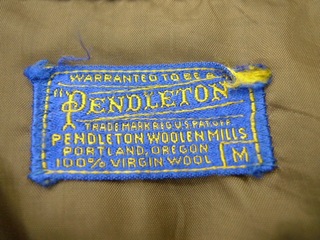 WARRANTED TO BE A
"PENDLETON"
TRADE MARK REG. U.S. PAT. OFF.
PENDLETON WOOLEN MILLS
PORTLAND, OREGON
100% VIRGIN WOOL M